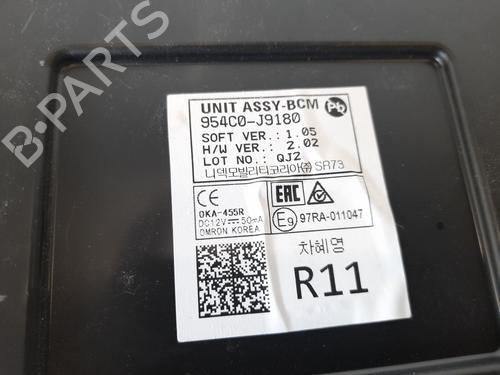 UNIT ASSY-BCM
Pb
954C0-J9180
SOFT VER.: 1.05
H/W VER.: 2.02
LOT NO.: QJ2
니덱모빌리티코리아㈜ SR73
CE
EAC
OKA-455R
DC12V 50mA
OMRON KOREA
E9 97RA-011047
차혜영
R11
B-PARTS